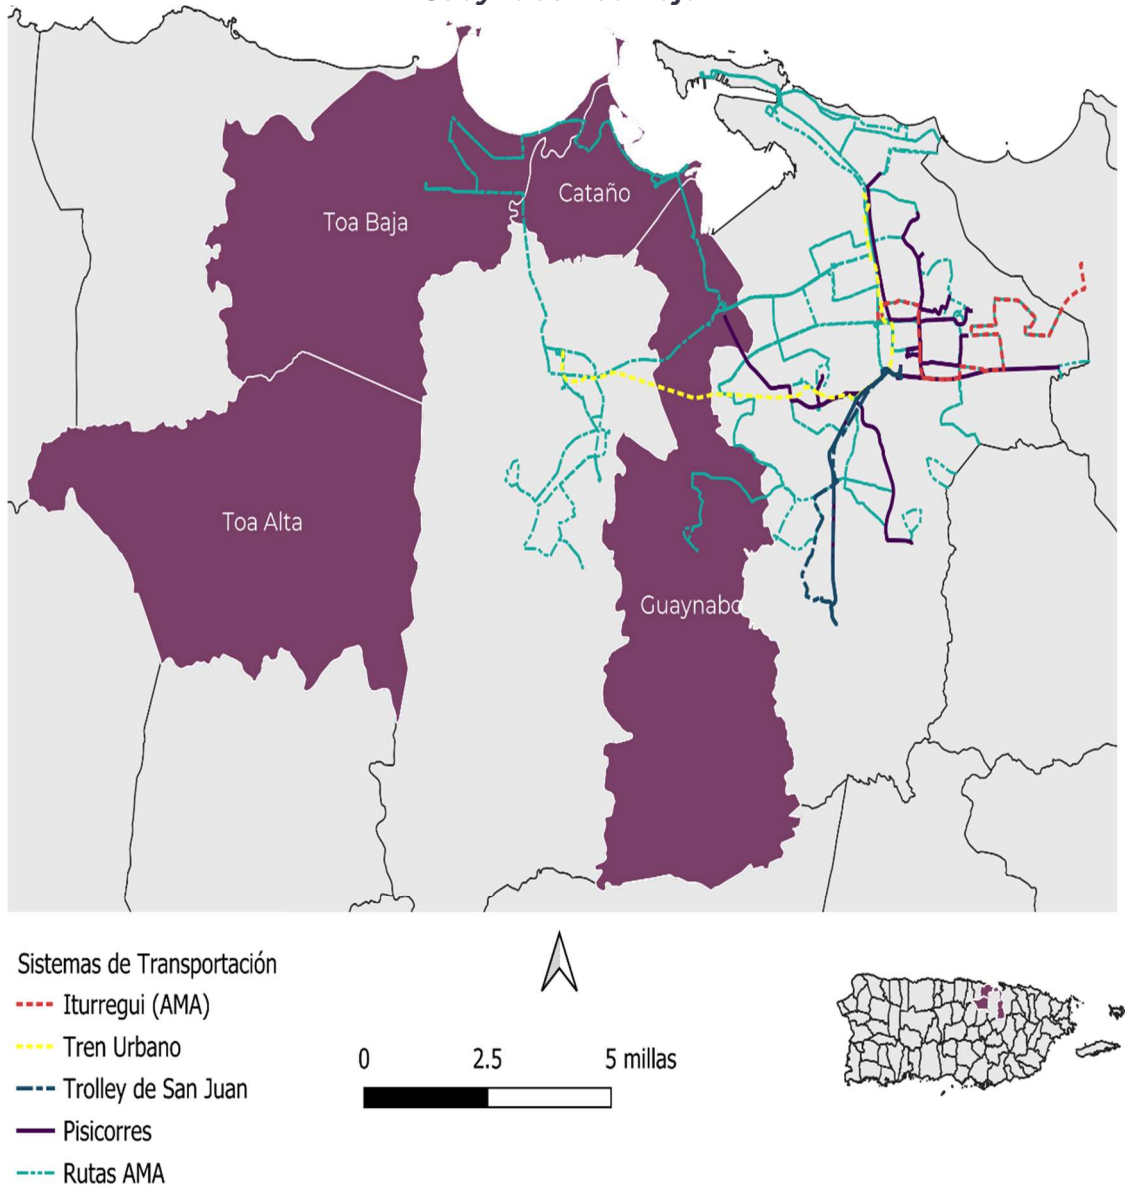 Cataño
Toa Baja
Toa Alta
Guaynabo
Sistemas de Transportación
Iturregui (AMA)
Tren Urbano
Trolley de San Juan
Pisicorres
Rutas AMA
0 2.5 5 millas